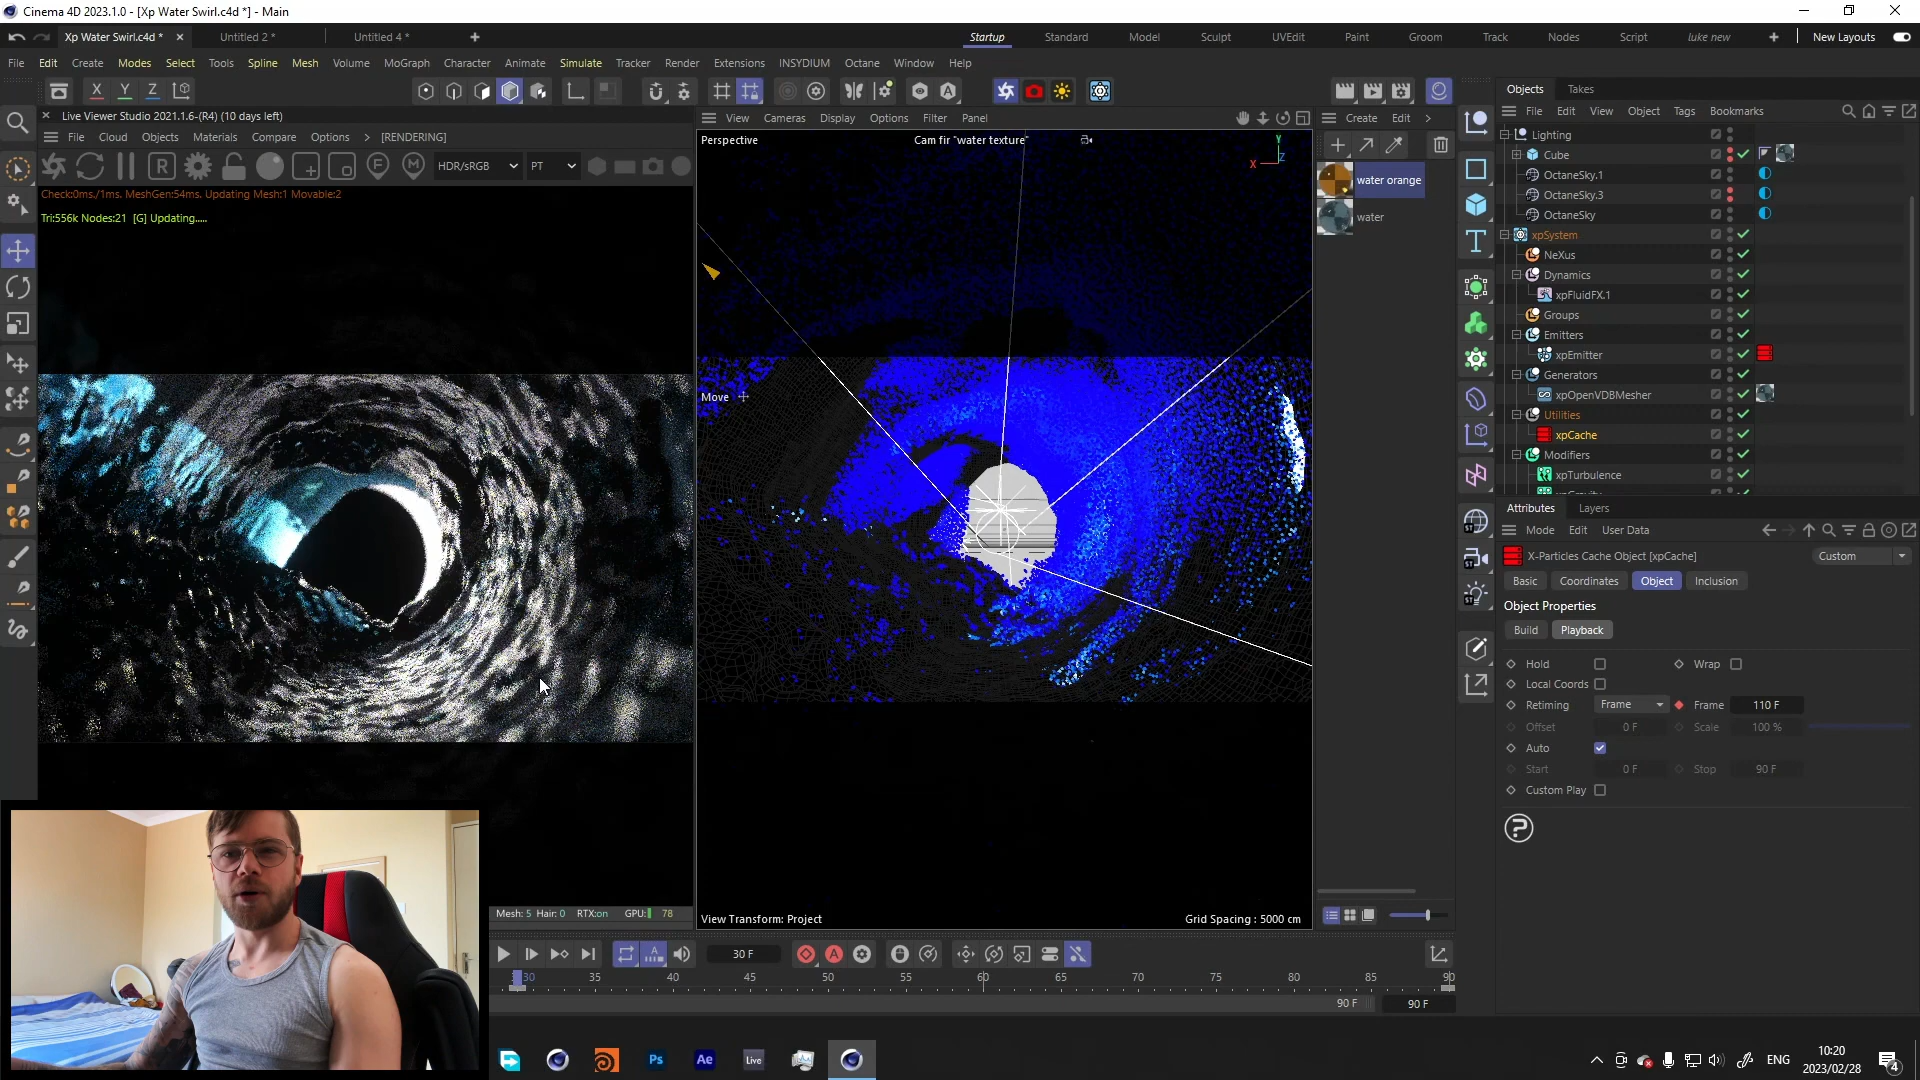 Cinema 4D 2023.1.0 - [Xp Water Swirl.c4d *] - Main
Xp Water Swirl.c4d *
Untitled 2 *
Untitled 4 *
Startup
Standard
Model
Sculpt
UVEdit
Paint
Groom
Track
Nodes
Script
luke new
New Layouts
File Edit Create Modes Select Tools Spline Mesh Volume MoGraph Character Animate Simulate Tracker Render Extensions INSYDIUM Octane Window Help
X Y Z
Live Viewer Studio 2021.1.6-(R4) (10 days left)
File Cloud Objects Materials Compare Options > [RENDERING]
HDR/sRGB
PT
Check:0ms./1ms. MeshGen:54ms. Updating Mesh:1 Movable:2
Tri:556k Nodes:21 [G] Updating.....
Mesh: 5 Hair: 0 RTX:on GPU: 78
View Cameras Display Options Filter Panel
Perspective
Cam fir "water texture"
Y
X
Z
Move
View Transform: Project
Grid Spacing : 5000 cm
Create Edit >
water orange
water
Objects Takes
File Edit View Object Tags Bookmarks
Lighting
Cube
OctaneSky.1
OctaneSky.3
OctaneSky
xpSystem
NeXus
Dynamics
xpFluidFX.1
Groups
Emitters
xpEmitter
Generators
xpOpenVDBMesher
Utilities
xpCache
Modifiers
xpTurbulence
xpGravity
Attributes Layers
Mode Edit User Data
X-Particles Cache Object [xpCache]
Custom
Basic Coordinates Object Inclusion
Object Properties
Build Playback
Hold
Wrap
Local Coords
Retiming Frame
Frame 110 F
Offset 0 F
Scale 100 %
Auto
Start 0 F
Stop 90 F
Custom Play
30 F
30 35 40 45 50 55 60 65 70 75 80 85 90
90 F
90 F
Ps
Ae
Live
ENG
10:20
2023/02/28
4